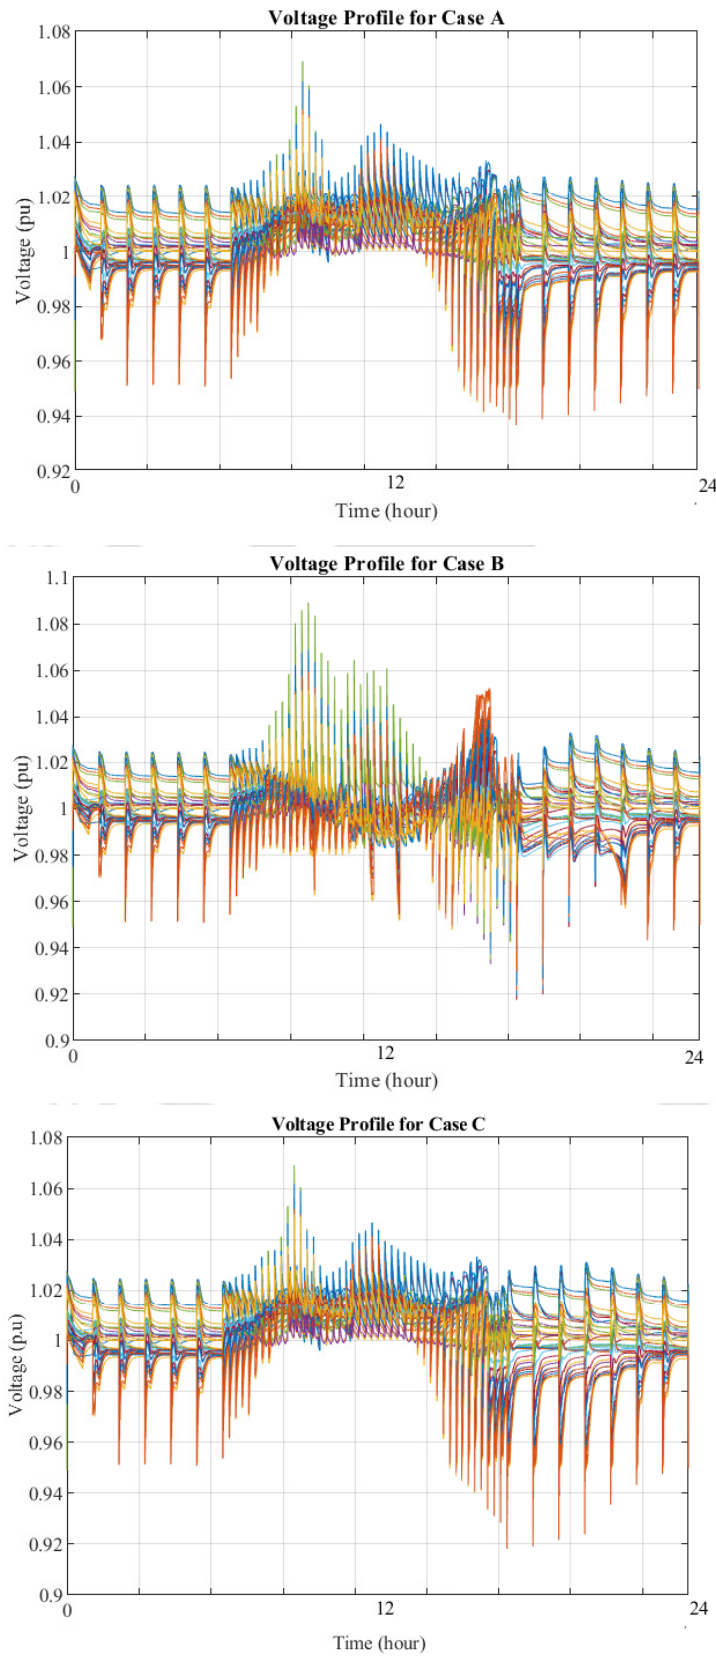 Voltage Profile for Case A
1.08
1.06
1.04
1.02
1
0.98
0.96
0.94
0.92
Voltage (pu)
0 12 24
Time (hour)
Voltage Profile for Case B
1.1
1.08
1.06
1.04
1.02
1
0.98
0.96
0.94
0.92
0.9
Voltage (pu)
0 12 24
Time (hour)
Voltage Profile for Case C
1.08
1.06
1.04
1.02
1
0.98
0.96
0.94
0.92
0.9
Voltage (p.u)
0 12 24
Time (hour)